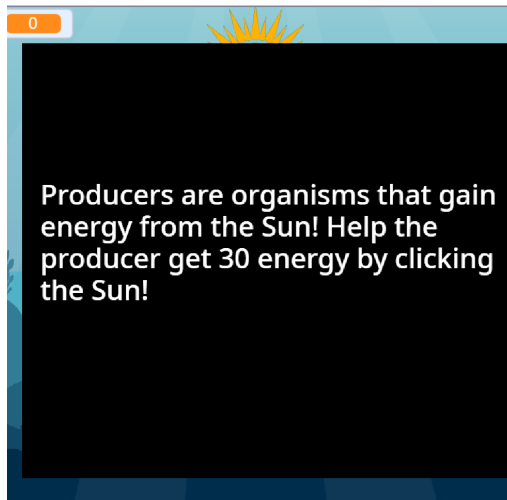 0
Producers are organisms that gain
energy from the Sun! Help the
producer get 30 energy by clicking
the Sun!